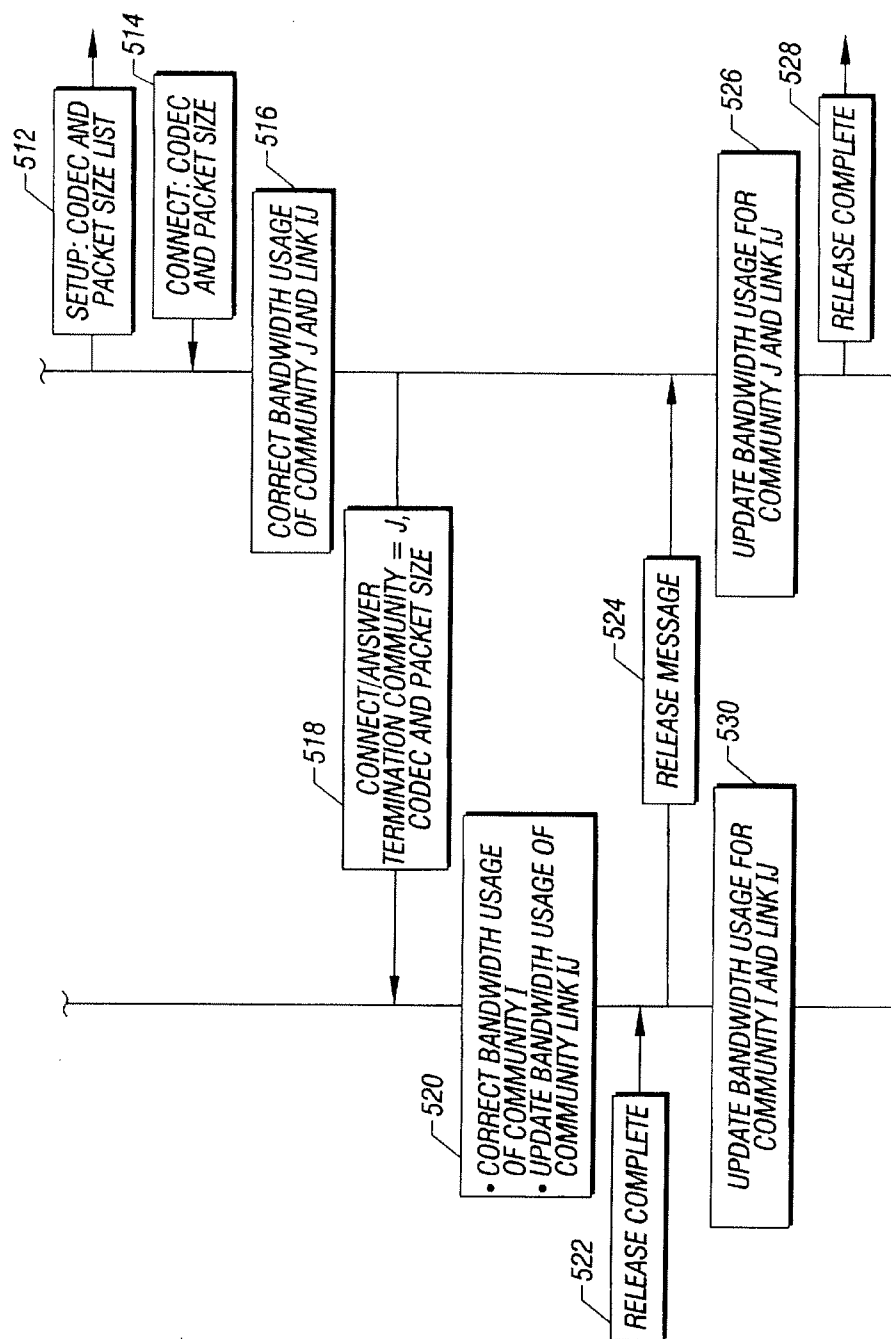 512
SETUP: CODEC AND
PACKET SIZE LIST
514
CONNECT: CODEC
AND PACKET SIZE
516
CORRECT BANDWIDTH USAGE
OF COMMUNITY J AND LINK IJ
518
CONNECT/ANSWER
TERMINATION COMMUNITY = J,
CODEC AND PACKET SIZE
520
• CORRECT BANDWIDTH USAGE
OF COMMUNITY I
• UPDATE BANDWIDTH USAGE OF
COMMUNITY LINK IJ
522
RELEASE COMPLETE
524
RELEASE MESSAGE
526
UPDATE BANDWIDTH USAGE FOR
COMMUNITY J AND LINK IJ
528
RELEASE COMPLETE
530
UPDATE BANDWIDTH USAGE FOR
COMMUNITY I AND LINK IJ